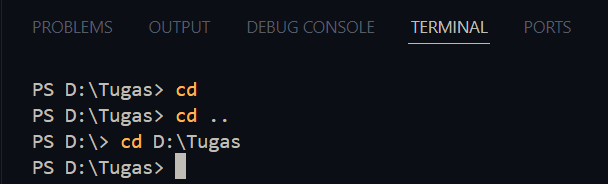 PROBLEMS OUTPUT DEBUG CONSOLE TERMINAL PORTS
PS D:\Tugas> cd
PS D:\Tugas> cd ..
PS D:\> cd D:\Tugas
PS D:\Tugas>